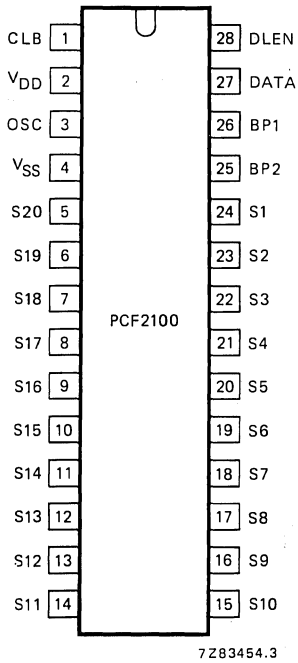 CLB 1 28 DLEN
VDD 2 27 DATA
OSC 3 26 BP1
VSS 4 25 BP2
S20 5 24 S1
S19 6 23 S2
S18 7 22 S3
PCF2100
S17 8 21 S4
S16 9 20 S5
S15 10 19 S6
S14 11 18 S7
S13 12 17 S8
S12 13 16 S9
S11 14 15 S10
7Z83454.3